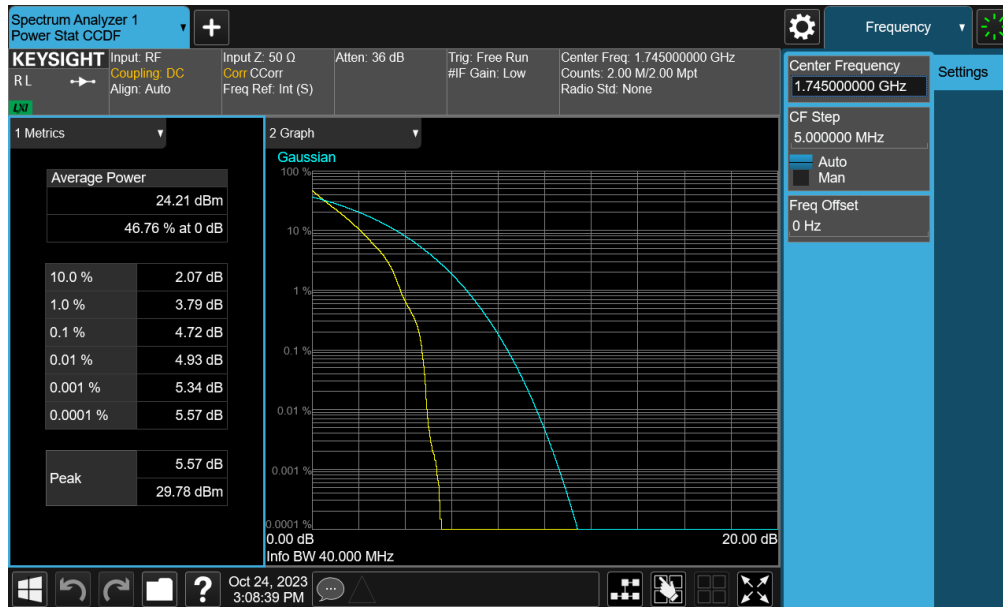 Spectrum Analyzer 1
Power Stat CCDF
Frequency
KEYSIGHT
R L
LXI
Input: RF
Coupling: DC
Align: Auto
Input Z: 50 Ω
Corr CCorr
Freq Ref: Int (S)
Atten: 36 dB
Trig: Free Run
#IF Gain: Low
Center Freq: 1.745000000 GHz
Counts: 2.00 M/2.00 Mpt
Radio Std: None
Center Frequency
1.745000000 GHz
Settings
CF Step
5.000000 MHz
Auto
Man
Freq Offset
0 Hz
1 Metrics
Average Power
24.21 dBm
46.76 % at 0 dB
10.0 % 2.07 dB
1.0 % 3.79 dB
0.1 % 4.72 dB
0.01 % 4.93 dB
0.001 % 5.34 dB
0.0001 % 5.57 dB
Peak 5.57 dB
29.78 dBm
2 Graph
Gaussian
100 %
10 %
1 %
0.1 %
0.01 %
0.001 %
0.0001 %
0.00 dB 20.00 dB
Info BW 40.000 MHz
Oct 24, 2023
3:08:39 PM